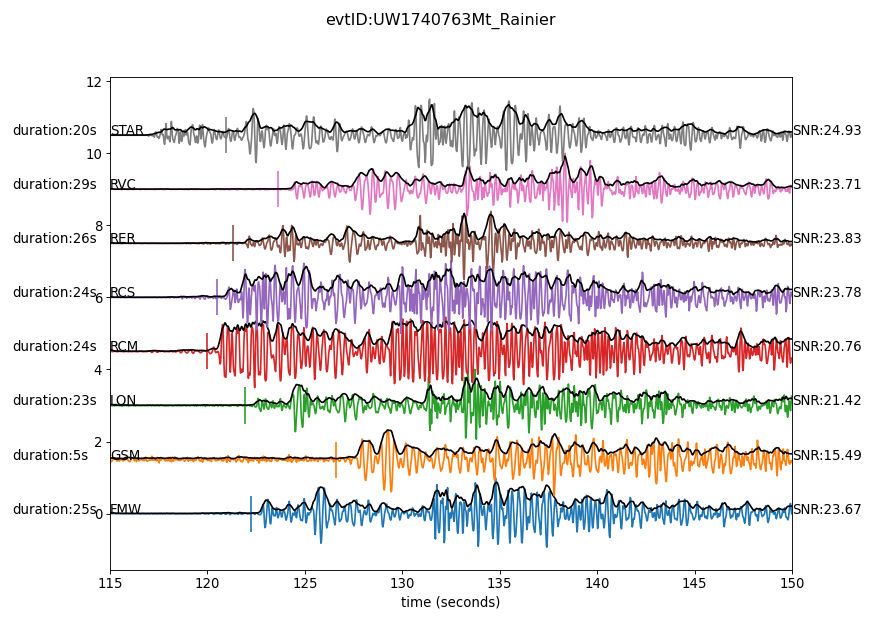 evtID:UW1740763Mt_Rainier
12
duration:20s STAR SNR:24.93
10
duration:29s RVC SNR:23.71
8
duration:26s RER SNR:23.83
duration:24s RCS SNR:23.78
6
duration:24s RCM SNR:20.76
4
duration:23s LON SNR:21.42
2
duration:5s GSM SNR:15.49
duration:25s FMW SNR:23.67
0
115 120 125 130 135 140 145 150
time (seconds)